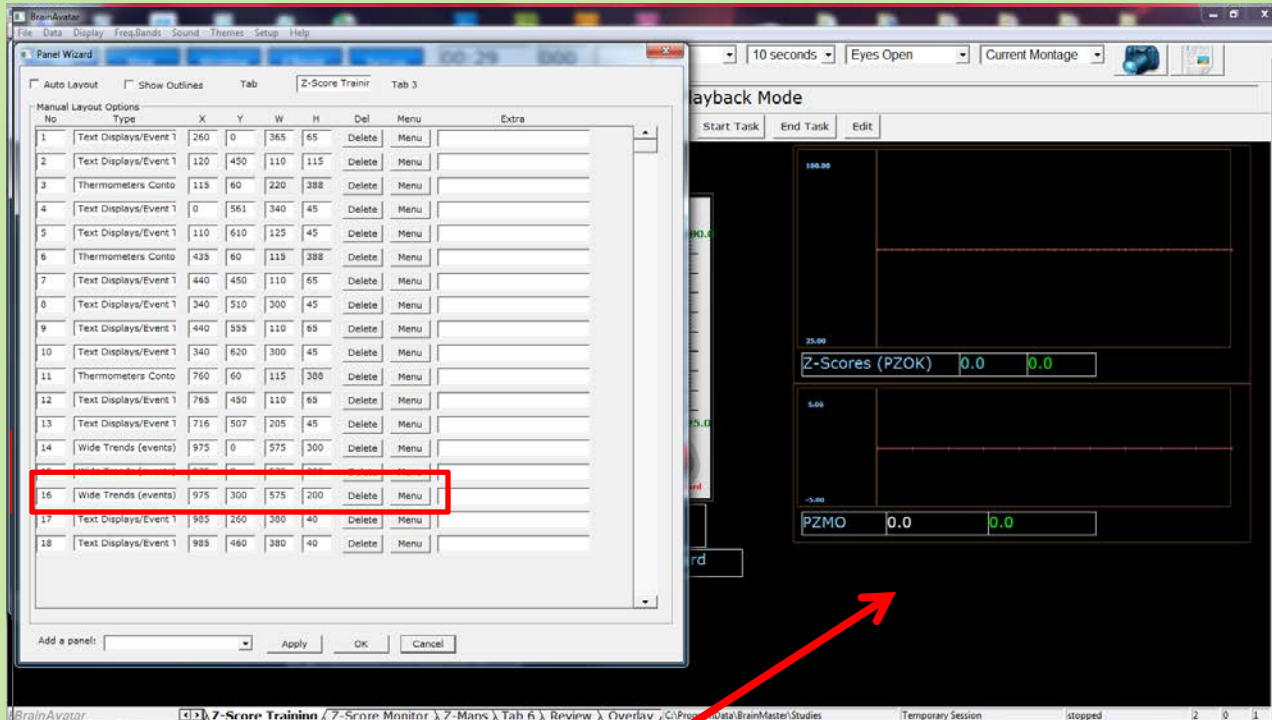 BrainAvatar
File Data Display Freq.Bands Sound Themes Setup Help
Panel Wizard
10 seconds Eyes Open Current Montage
Auto Layout Show Outlines Tab Z-Score Trainir Tab 3
layback Mode
Manual Layout Options
No Type X Y W H Del Menu Extra
Start Task End Task Edit
1 Text Displays/Event T 260 0 365 65 Delete Menu
2 Text Displays/Event T 120 450 110 115 Delete Menu
3 Thermometers Conto 115 60 220 388 Delete Menu
4 Text Displays/Event T 0 561 340 45 Delete Menu
5 Text Displays/Event T 110 610 125 45 Delete Menu
6 Thermometers Conto 435 60 115 388 Delete Menu
7 Text Displays/Event T 440 450 110 65 Delete Menu
8 Text Displays/Event T 340 510 300 45 Delete Menu
9 Text Displays/Event T 440 555 110 65 Delete Menu
10 Text Displays/Event T 340 620 300 45 Delete Menu
11 Thermometers Conto 760 60 115 388 Delete Menu
12 Text Displays/Event T 765 450 110 65 Delete Menu
13 Text Displays/Event T 716 507 205 45 Delete Menu
14 Wide Trends (events) 975 0 575 300 Delete Menu
16 Wide Trends (events) 975 300 575 200 Delete Menu
17 Text Displays/Event T 985 260 380 40 Delete Menu
18 Text Displays/Event T 985 460 380 40 Delete Menu
Add a panel: Apply OK Cancel
100.00
90.0
25.00
Z-Scores (PZOK) 0.0 0.0
5.00
25.0
-5.00
PZMO 0.0 0.0
rd
BrainAvatar Z-Score Training Z-Score Monitor Z-Maps Tab 6 Review Overlay C:\ProgramData\BrainMaster\Studies Temporary Session stopped 2 0 1